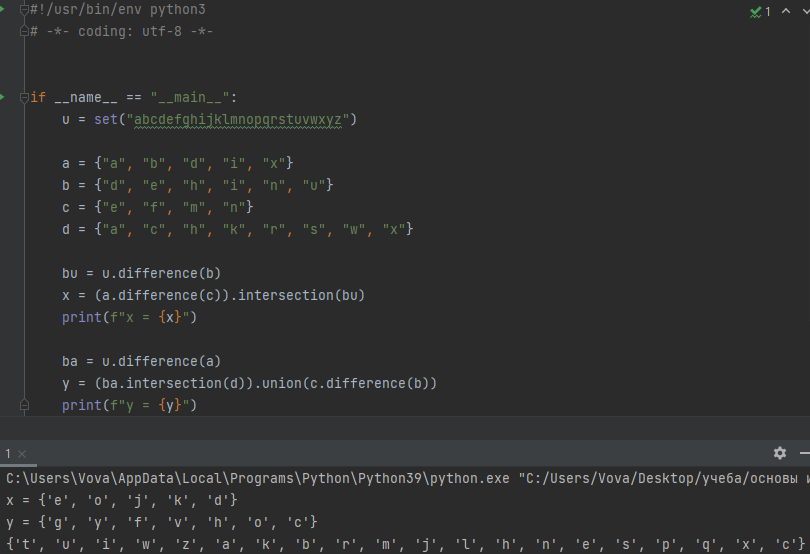 #!/usr/bin/env python3
# -*- coding: utf-8 -*-
1
if __name__ == "__main__":
    u = set("abcdefghijklmnopqrstuvwxyz")
    a = {"a", "b", "d", "i", "x"}
    b = {"d", "e", "h", "i", "n", "u"}
    c = {"e", "f", "m", "n"}
    d = {"a", "c", "h", "k", "r", "s", "w", "x"}
    bu = u.difference(b)
    x = (a.difference(c)).intersection(bu)
    print(f"x = {x}")
    ba = u.difference(a)
    y = (ba.intersection(d)).union(c.difference(b))
    print(f"y = {y}")
1
C:\Users\Vova\AppData\Local\Programs\Python\Python39\python.exe "C:/Users/Vova/Desktop/учеба/основы и
x = {'e', 'o', 'j', 'k', 'd'}
y = {'g', 'y', 'f', 'v', 'h', 'o', 'c'}
{'t', 'u', 'i', 'w', 'z', 'a', 'k', 'b', 'r', 'm', 'j', 'l', 'h', 'n', 'e', 's', 'p', 'q', 'x', 'c'}